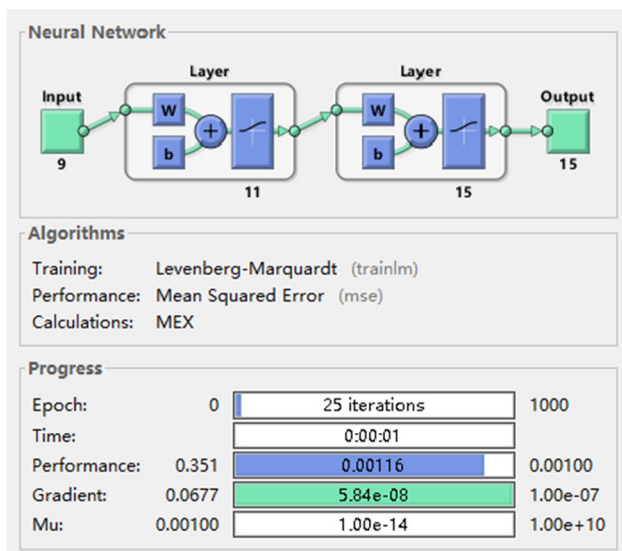 Neural Network
Layer Layer
Input Output
W W
+ +
b b
9 15
11 15
Algorithms
Training: Levenberg-Marquardt (trainlm)
Performance: Mean Squared Error (mse)
Calculations: MEX
Progress
Epoch: 0 25 iterations 1000
Time: 0:00:01
Performance: 0.351 0.00116 0.00100
Gradient: 0.0677 5.84e-08 1.00e-07
Mu: 0.00100 1.00e-14 1.00e+10